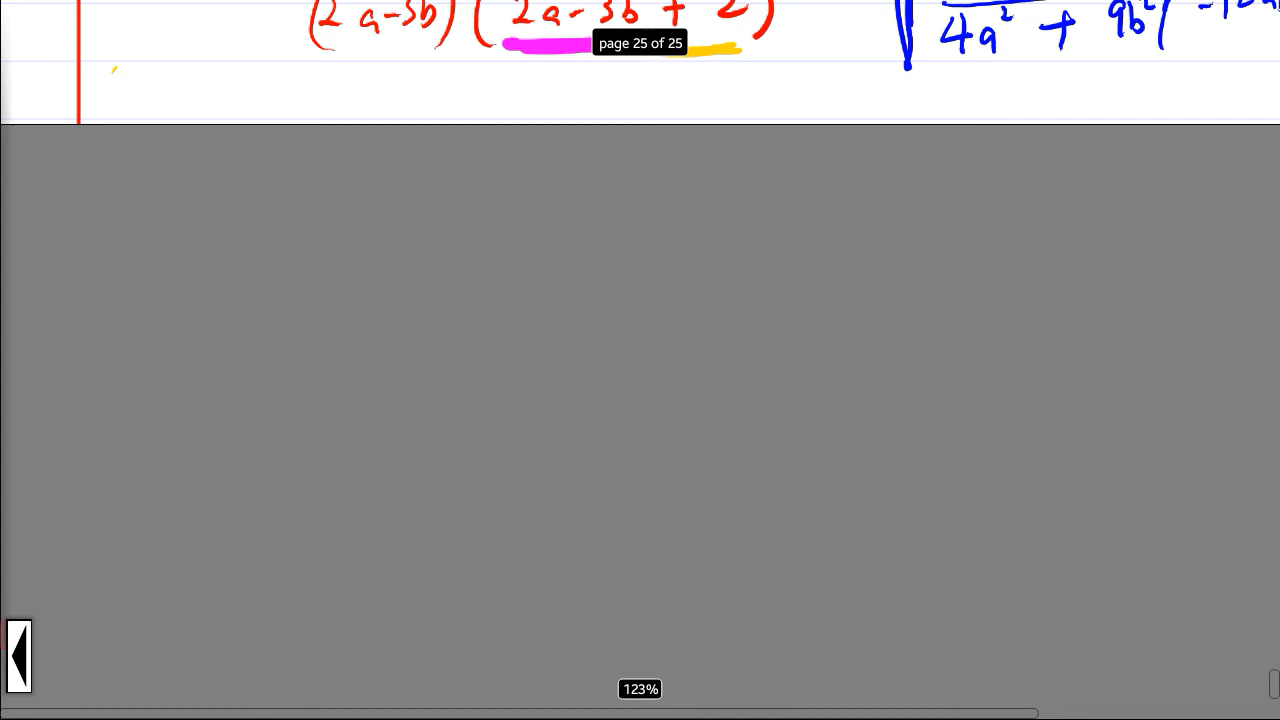 (2a-3b) (2a-3b + 2)
4a² + 9b²
page 25 of 25
123%